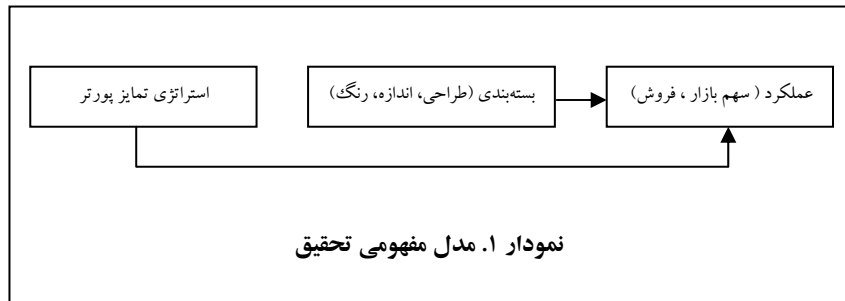 عملکرد ( سهم بازار ، فروش)
بسته‌بندی (طراحی، اندازه، رنگ)
استراتژی تمایز پورتر
نمودار ۱. مدل مفهومی تحقیق